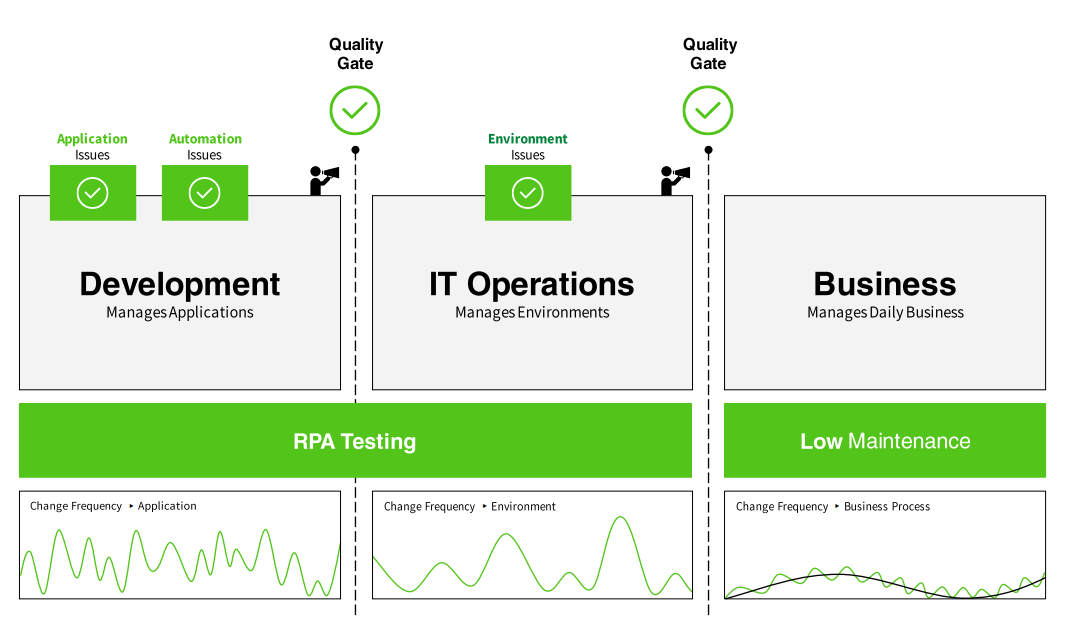 Quality
Gate
Quality
Gate
Application
Issues
Automation
Issues
Environment
Issues
Development
Manages Applications
IT Operations
Manages Environments
Business
Manages Daily Business
RPA Testing
Low Maintenance
Change Frequency ▸ Application
Change Frequency ▸ Environment
Change Frequency ▸ Business Process